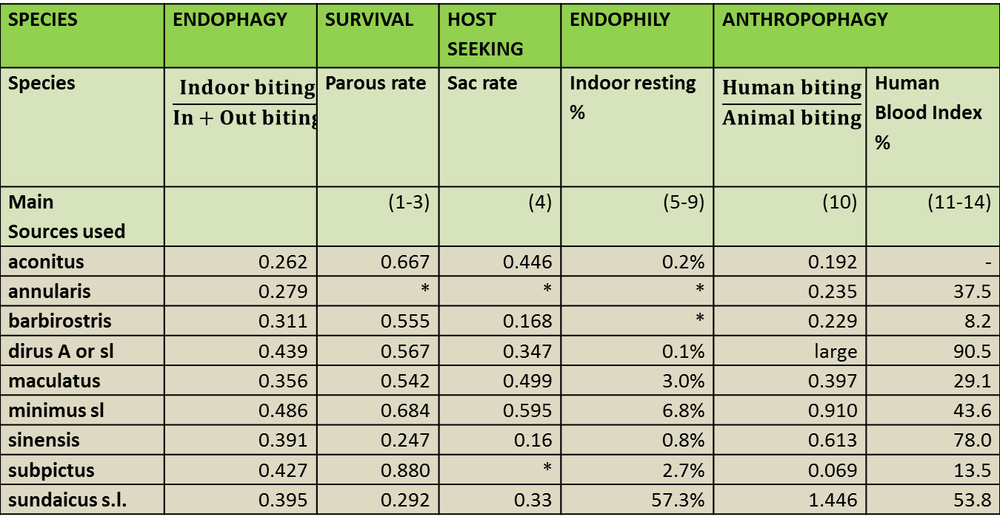 SPECIES ENDOPHAGY SURVIVAL HOST SEEKING ENDOPHILY ANTHROPOPHAGY
Species Indoor biting / In + Out biting Parous rate Sac rate Indoor resting % Human biting / Animal biting Human Blood Index %
Main Sources used (1-3) (4) (5-9) (10) (11-14)
aconitus 0.262 0.667 0.446 0.2% 0.192 -
annularis 0.279 * * * 0.235 37.5
barbirostris 0.311 0.555 0.168 * 0.229 8.2
dirus A or sl 0.439 0.567 0.347 0.1% large 90.5
maculatus 0.356 0.542 0.499 3.0% 0.397 29.1
minimus sl 0.486 0.684 0.595 6.8% 0.910 43.6
sinensis 0.391 0.247 0.16 0.8% 0.613 78.0
subpictus 0.427 0.880 * 2.7% 0.069 13.5
sundaicus s.l. 0.395 0.292 0.33 57.3% 1.446 53.8